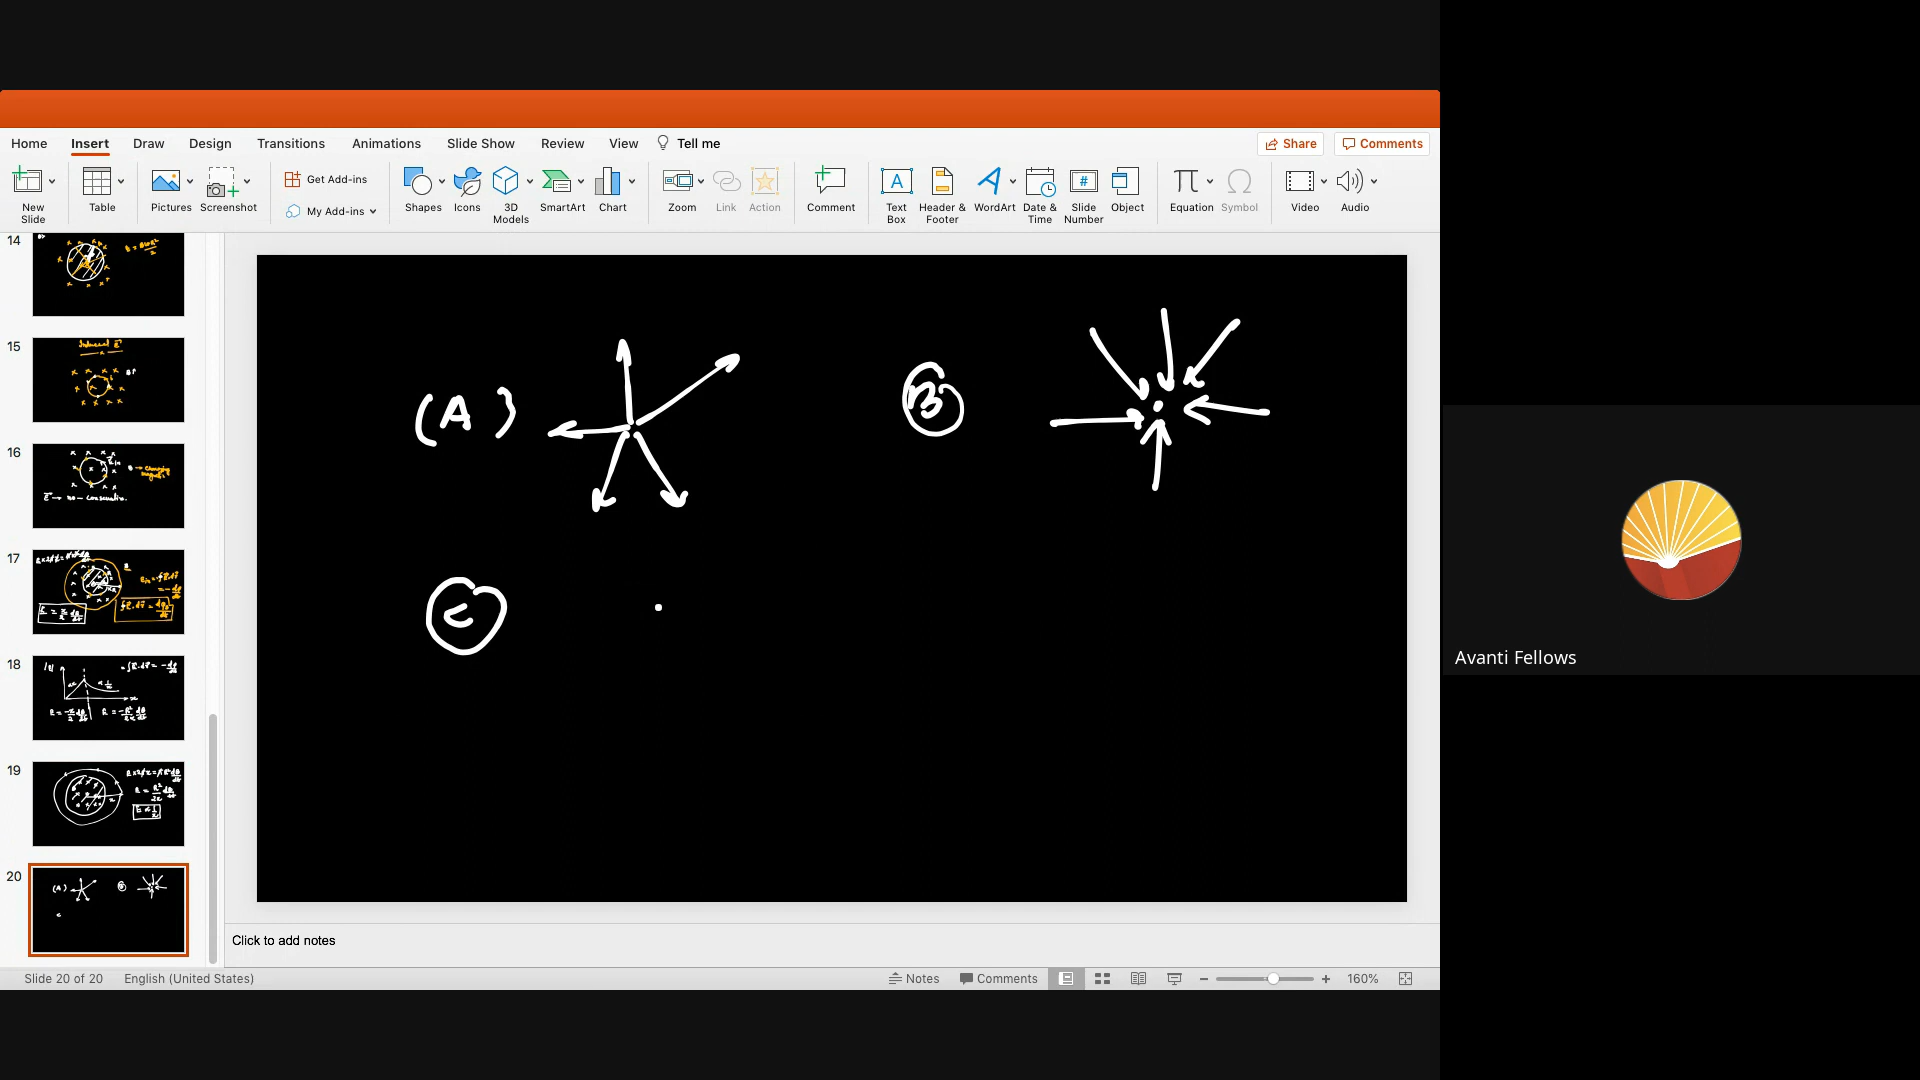 Home Insert Draw Design Transitions Animations Slide Show Review View Tell me Share Comments
New Slide Table Pictures Screenshot Get Add-ins My Add-ins Shapes Icons 3D Models SmartArt Chart Zoom Link Action Comment Text Box Header & Footer WordArt Date & Time Slide Number Object Equation Symbol Video Audio
14
15
16
17
18
19
20
(A) B
C
Click to add notes
Slide 20 of 20 English (United States) Notes Comments 160%
Avanti Fellows